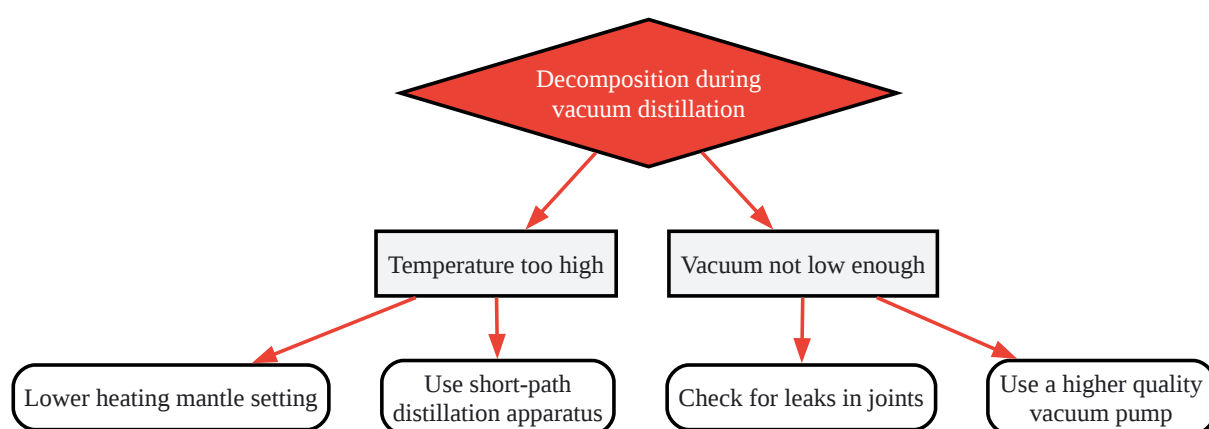 Decomposition during
vacuum distillation
Temperature too high
Vacuum not low enough
Lower heating mantle setting
Use short-path
distillation apparatus
Check for leaks in joints
Use a higher quality
vacuum pump